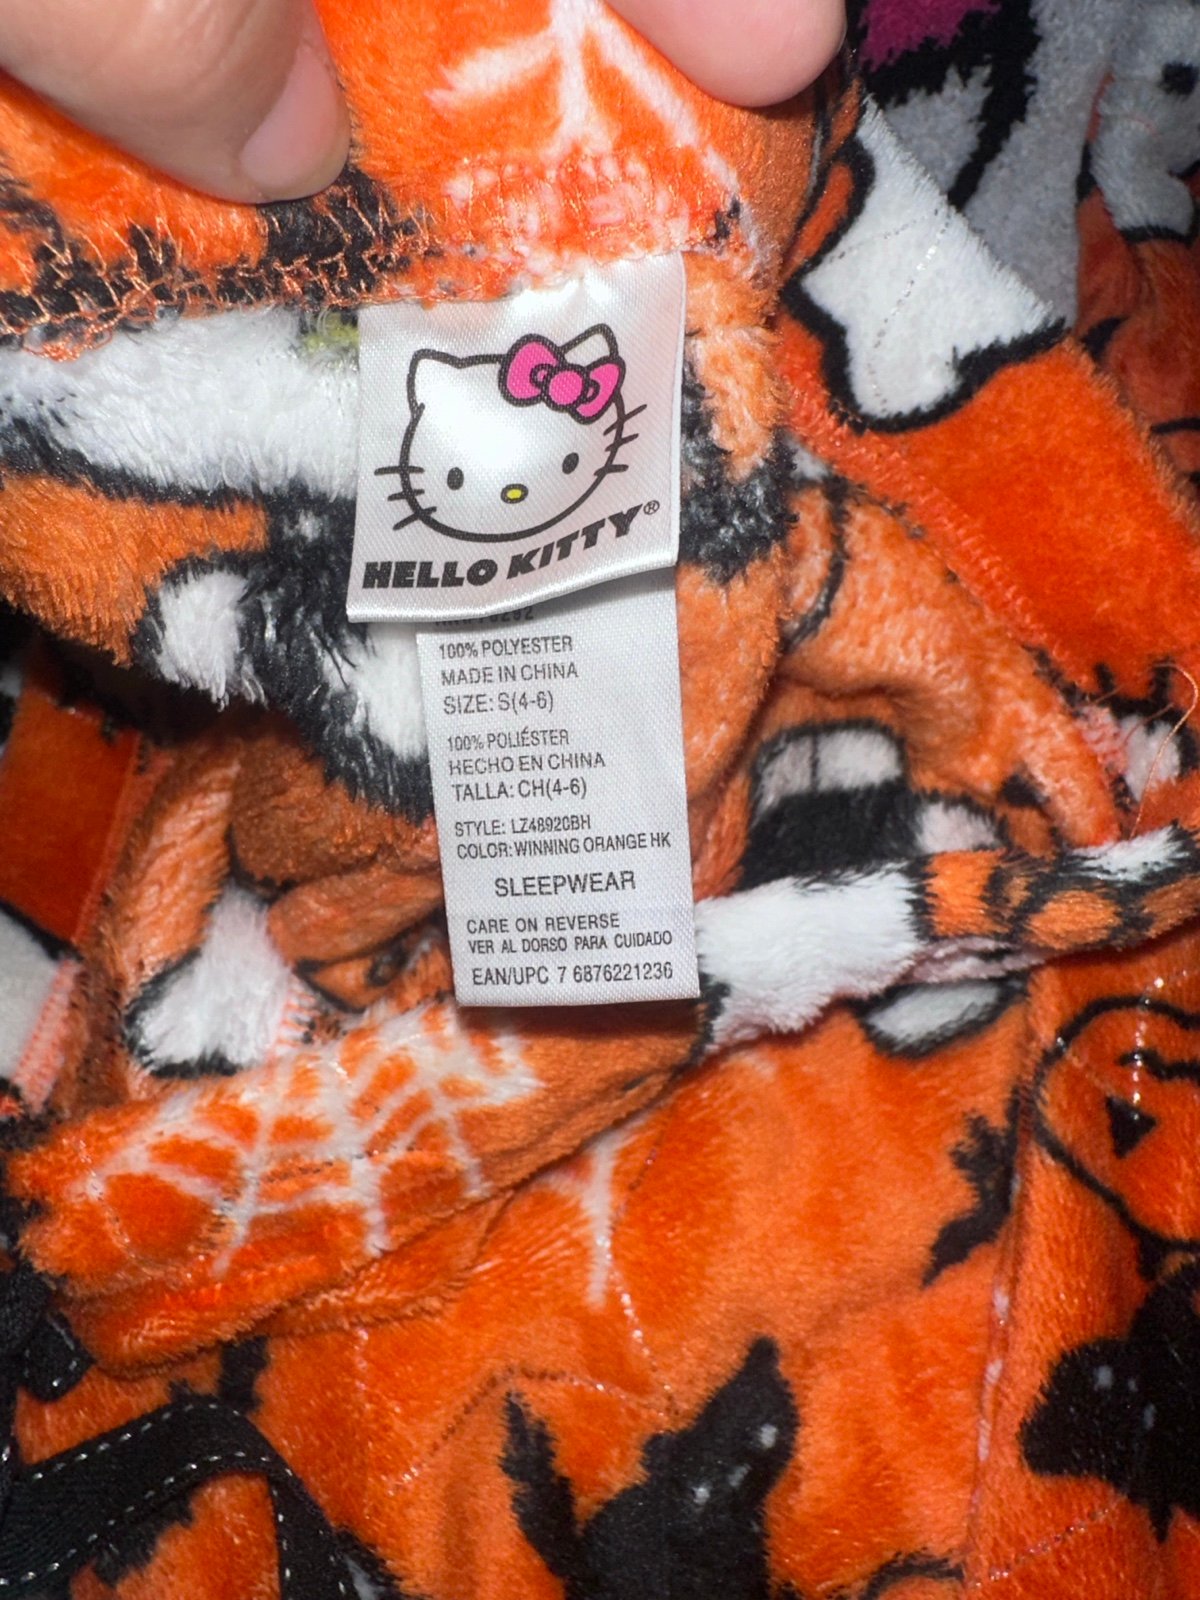 HELLO KITTY®
100% POLYESTER
MADE IN CHINA
SIZE: S(4-6)
100% POLIÉSTER
HECHO EN CHINA
TALLA: CH(4-6)
STYLE: LZ48920BH
COLOR: WINNING ORANGE HK
SLEEPWEAR
CARE ON REVERSE
VER AL DORSO PARA CUIDADO
EAN/UPC 7 6876221236